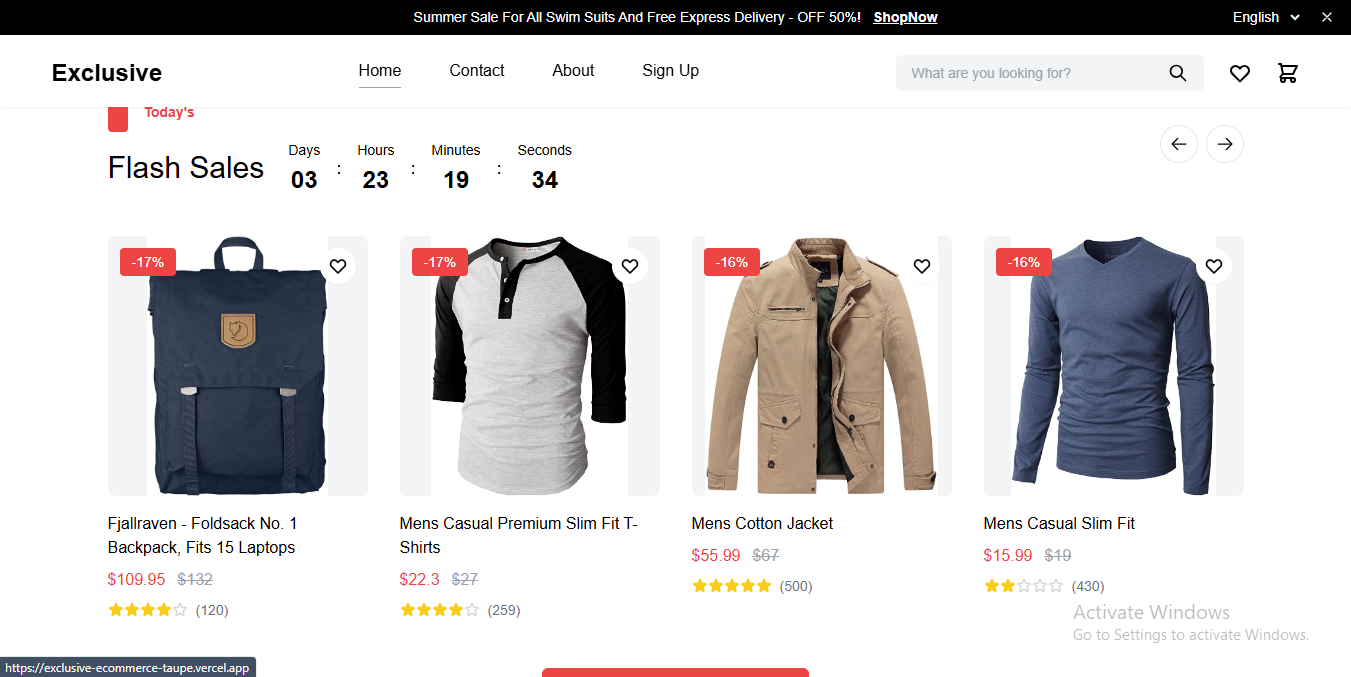 Summer Sale For All Swim Suits And Free Express Delivery - OFF 50%! ShopNow English
Exclusive Home Contact About Sign Up What are you looking for?
Today's
Flash Sales
Days Hours Minutes Seconds
03 : 23 : 19 : 34
-17% -17% -16% -16%
Fjallraven - Foldsack No. 1
Backpack, Fits 15 Laptops
$109.95 $132
(120)
Mens Casual Premium Slim Fit T-
Shirts
$22.3 $27
(259)
Mens Cotton Jacket
$55.99 $67
(500)
Mens Casual Slim Fit
$15.99 $19
(430)
Activate Windows
Go to Settings to activate Windows.
https://exclusive-ecommerce-taupe.vercel.app